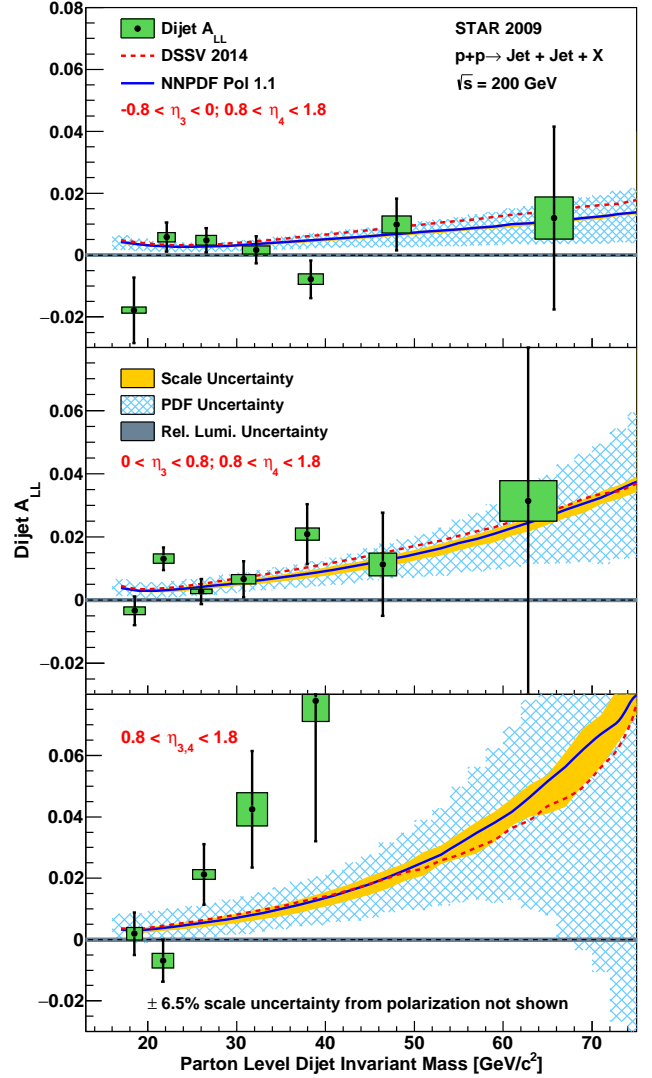 0.08
0.06
0.04
0.02
0
−0.02
Dijet A_LL
DSSV 2014
NNPDF Pol 1.1
-0.8 < η_3 < 0; 0.8 < η_4 < 1.8
STAR 2009
p+p→ Jet + Jet + X
√s = 200 GeV
0.06
0.04
0.02
0
−0.02
Scale Uncertainty
PDF Uncertainty
Rel. Lumi. Uncertainty
0 < η_3 < 0.8; 0.8 < η_4 < 1.8
Dijet A_LL
0.06
0.04
0.02
0
−0.02
0.8 < η_3,4 < 1.8
± 6.5% scale uncertainty from polarization not shown
20 30 40 50 60 70
Parton Level Dijet Invariant Mass [GeV/c²]